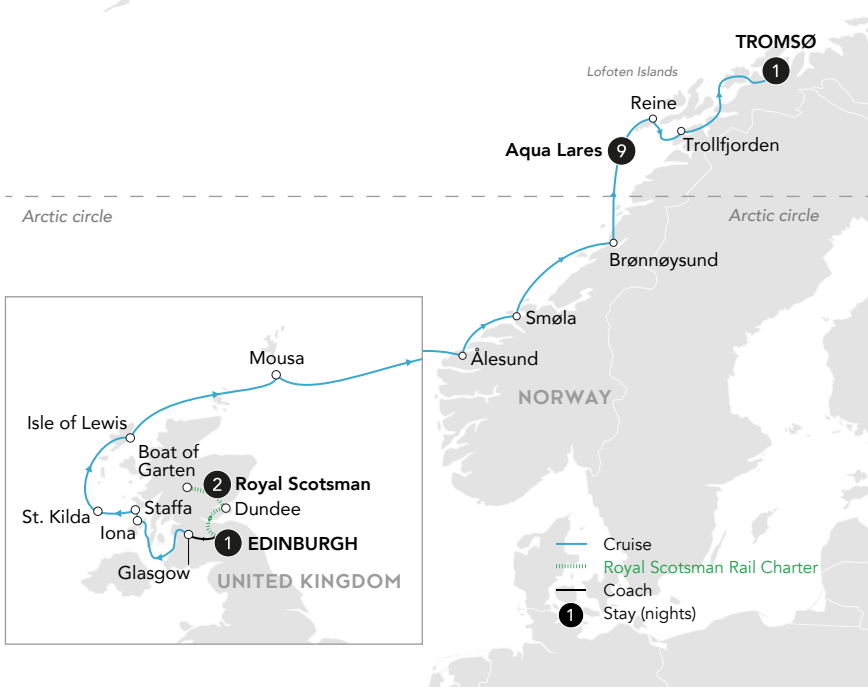 TROMSØ
1
Lofoten Islands
Reine
Trollfjorden
Aqua Lares 9
Arctic circle
Arctic circle
Brønnøysund
Smøla
Ålesund
Mousa
NORWAY
Isle of Lewis
Boat of
Garten
2 Royal Scotsman
Staffa
Dundee
St. Kilda
Iona
1 EDINBURGH
Glasgow
UNITED KINGDOM
Cruise
Royal Scotsman Rail Charter
Coach
1 Stay (nights)